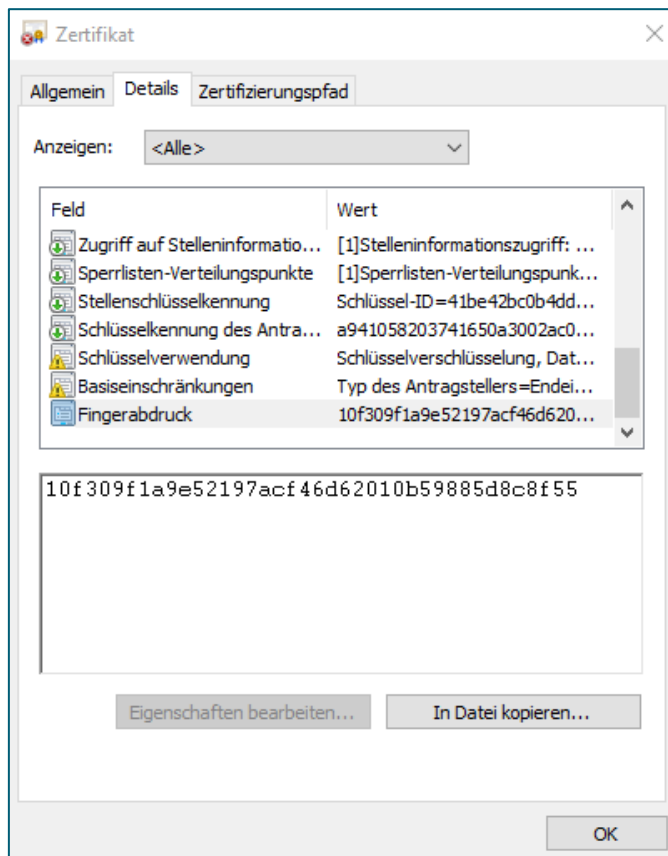 Zertifikat
Allgemein Details Zertifizierungspfad
Anzeigen: <Alle>
Feld Wert
Zugriff auf Stelleninformatio... [1]Stelleninformationszugriff: ...
Sperrlisten-Verteilungspunkte [1]Sperrlisten-Verteilungspunk...
Stellenschlüsselkennung Schlüssel-ID=41be42bc0b4dd...
Schlüsselkennung des Antra... a941058203741650a3002ac0...
Schlüsselverwendung Schlüsselverschlüsselung, Dat...
Basiseinschränkungen Typ des Antragstellers=Endei...
Fingerabdruck 10f309f1a9e52197acf46d620...
10f309f1a9e52197acf46d62010b59885d8c8f55
Eigenschaften bearbeiten... In Datei kopieren...
OK